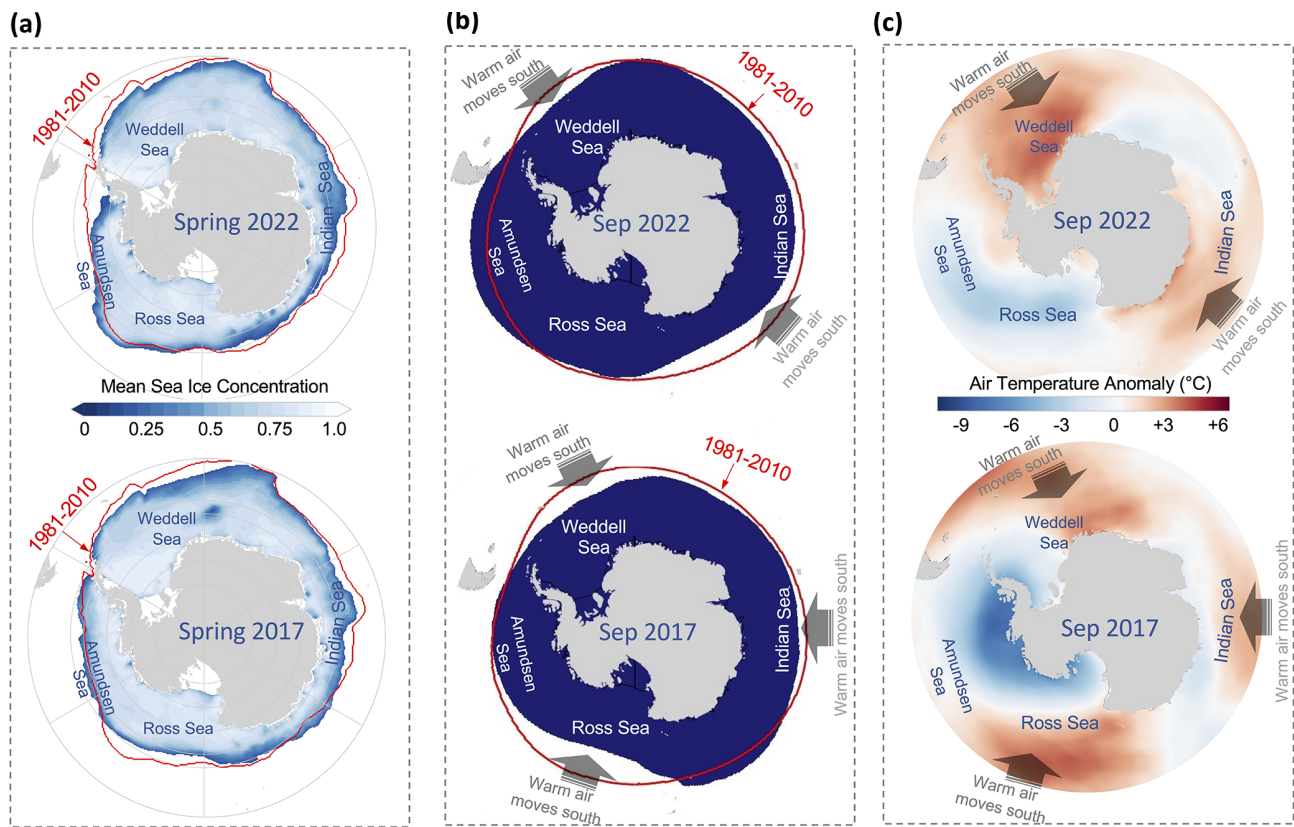 (a)
1981-2010
Weddell
Sea
Spring 2022
Indian Sea
Amundsen
Sea
Ross Sea
Mean Sea Ice Concentration
0 0.25 0.5 0.75 1.0
1981-2010
Weddell
Sea
Spring 2017
Indian Sea
Amundsen
Sea
Ross Sea
(b)
Warm air
moves south
1981-2010
Weddell
Sea
Sep 2022
Indian Sea
Amundsen
Sea
Ross Sea
Warm air
moves south
Warm air
moves south
1981-2010
Weddell
Sea
Sep 2017
Indian Sea
Warm air moves south
Amundsen
Sea
Ross Sea
Warm air
moves south
(c)
Warm air
moves south
Weddell
Sea
Sep 2022
Indian Sea
Amundsen
Sea
Ross Sea
Warm air
moves south
Air Temperature Anomaly (°C)
-9 -6 -3 0 +3 +6
Warm air
moves south
Weddell
Sea
Sep 2017
Indian Sea
Warm air moves south
Amundsen
Sea
Ross Sea
Warm air
moves south